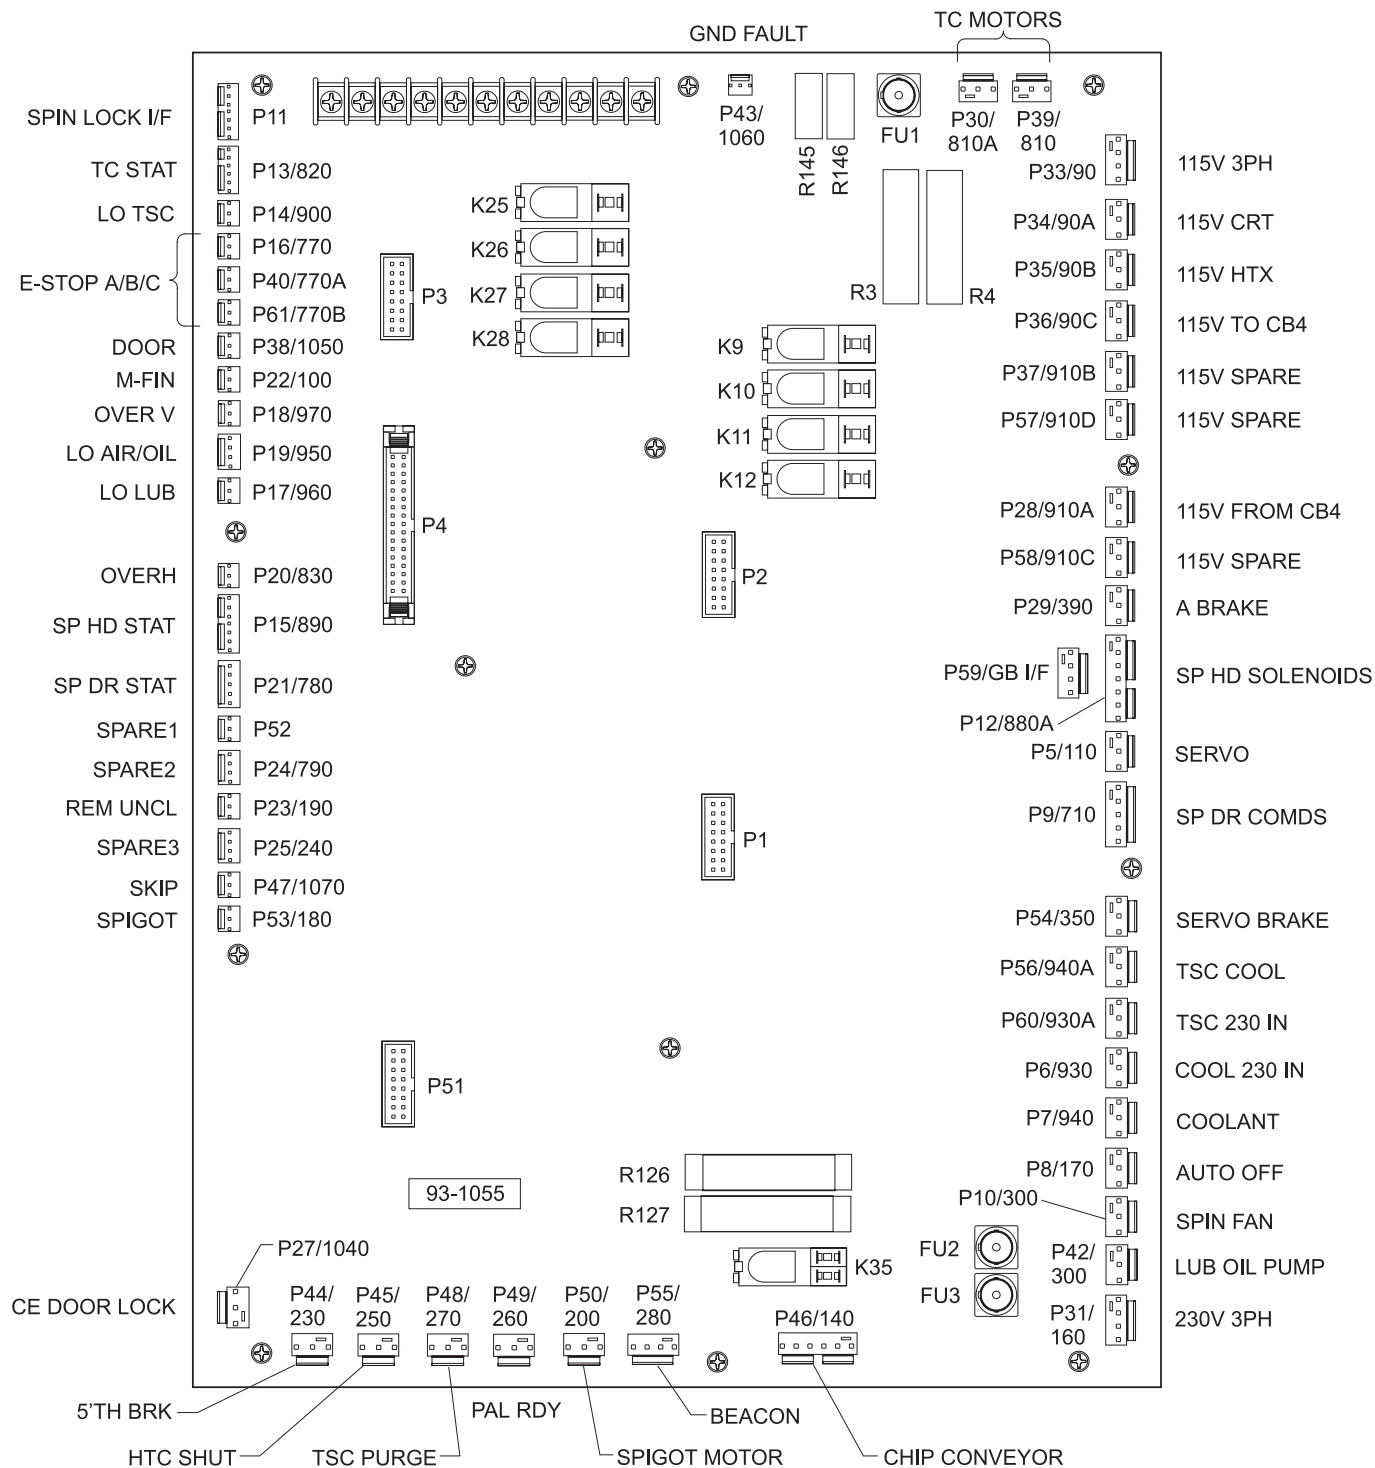 GND FAULT
TC MOTORS
SPIN LOCK I/F
P11
TC STAT
P13/820
LO TSC
P14/900
E-STOP A/B/C
P16/770
P40/770A
P61/770B
DOOR
P38/1050
M-FIN
P22/100
OVER V
P18/970
LO AIR/OIL
P19/950
LO LUB
P17/960
OVERH
P20/830
SP HD STAT
P15/890
SP DR STAT
P21/780
SPARE1
P52
SPARE2
P24/790
REM UNCL
P23/190
SPARE3
P25/240
SKIP
P47/1070
SPIGOT
P53/180
P43/
1060
R145
R146
FU1
P30/
810A
P39/
810
K25
K26
K27
K28
P3
P4
R3
R4
K9
K10
K11
K12
P2
P1
P51
93-1055
R126
R127
K35
FU2
FU3
P33/90
115V 3PH
P34/90A
115V CRT
P35/90B
115V HTX
P36/90C
115V TO CB4
P37/910B
115V SPARE
P57/910D
115V SPARE
P28/910A
115V FROM CB4
P58/910C
115V SPARE
P29/390
A BRAKE
P59/GB I/F
SP HD SOLENOIDS
P12/880A
P5/110
SERVO
P9/710
SP DR COMDS
P54/350
SERVO BRAKE
P56/940A
TSC COOL
P60/930A
TSC 230 IN
P6/930
COOL 230 IN
P7/940
COOLANT
P8/170
AUTO OFF
P10/300
SPIN FAN
P42/
300
LUB OIL PUMP
P31/
160
230V 3PH
P27/1040
CE DOOR LOCK
P44/
230
P45/
250
P48/
270
P49/
260
P50/
200
P55/
280
P46/140
5'TH BRK
HTC SHUT
TSC PURGE
PAL RDY
SPIGOT MOTOR
BEACON
CHIP CONVEYOR